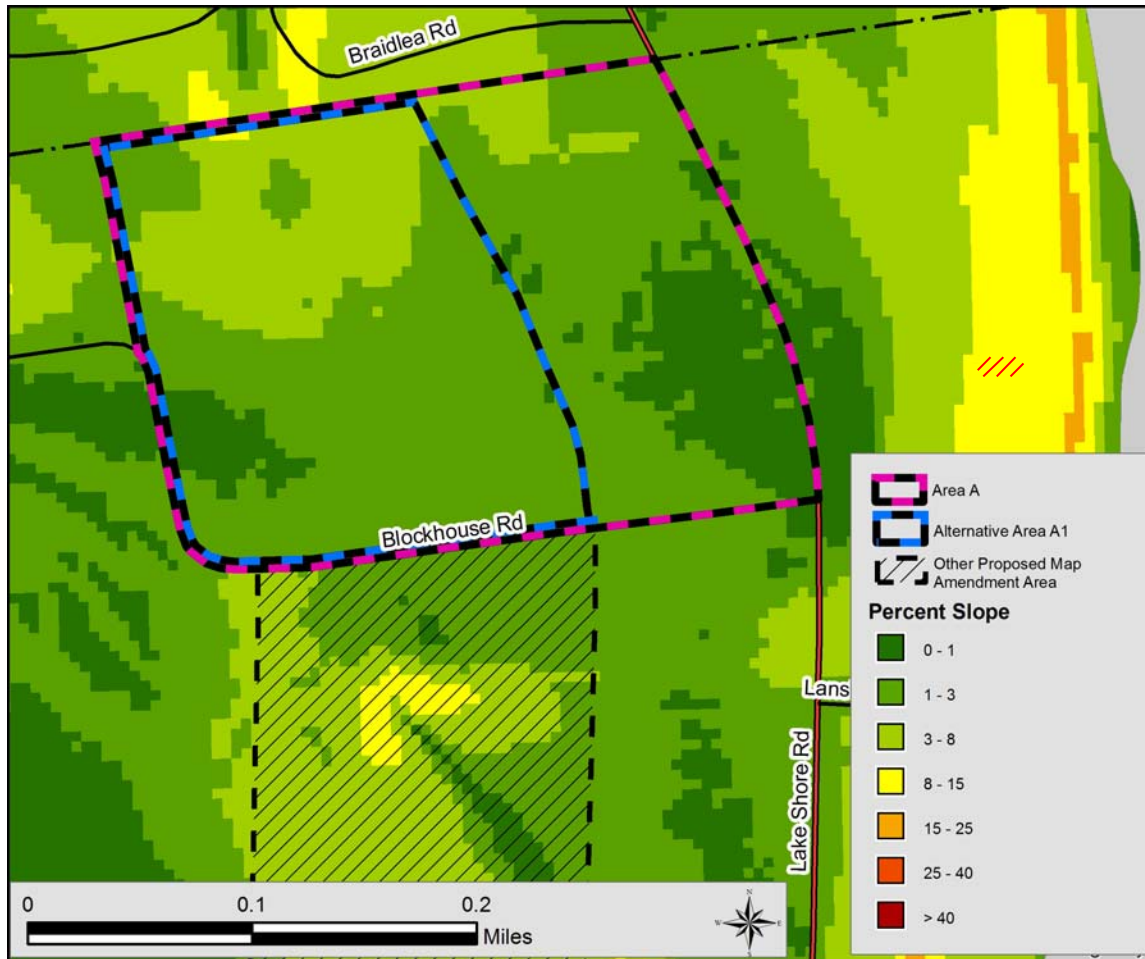 Braidlea Rd
Blockhouse Rd
Lans
Lake Shore Rd
Area A
Alternative Area A1
Other Proposed Map
Amendment Area
Percent Slope
0 - 1
1 - 3
3 - 8
8 - 15
15 - 25
25 - 40
> 40
0 0.1 0.2
Miles
N
W E
S